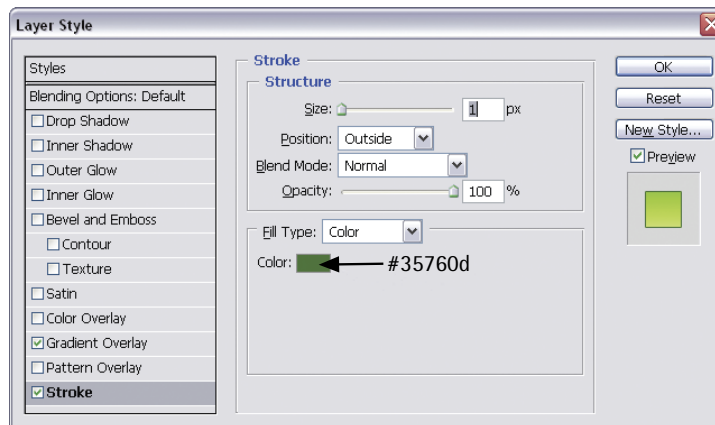 Layer Style
Styles
Blending Options: Default
Drop Shadow
Inner Shadow
Outer Glow
Inner Glow
Bevel and Emboss
Contour
Texture
Satin
Color Overlay
Gradient Overlay
Pattern Overlay
Stroke
Stroke
Structure
Size: 1 px
Position: Outside
Blend Mode: Normal
Opacity: 100 %
Fill Type: Color
Color: #35760d
OK
Reset
New Style...
Preview